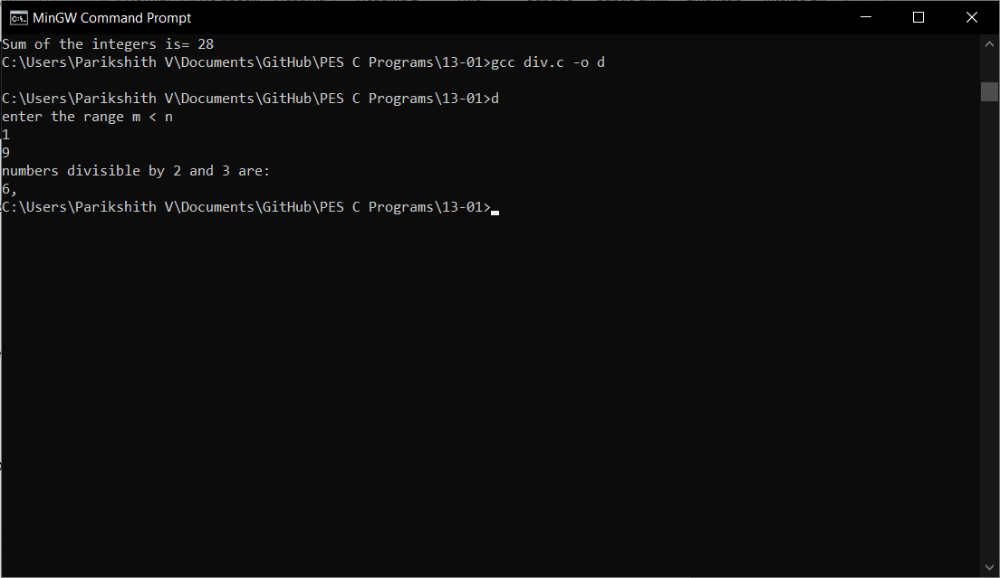 MinGW Command Prompt
Sum of the integers is= 28
C:\Users\Parikshith V\Documents\GitHub\PES C Programs\13-01>gcc div.c -o d
C:\Users\Parikshith V\Documents\GitHub\PES C Programs\13-01>d
enter the range m < n
1
9
numbers divisible by 2 and 3 are:
6,
C:\Users\Parikshith V\Documents\GitHub\PES C Programs\13-01>